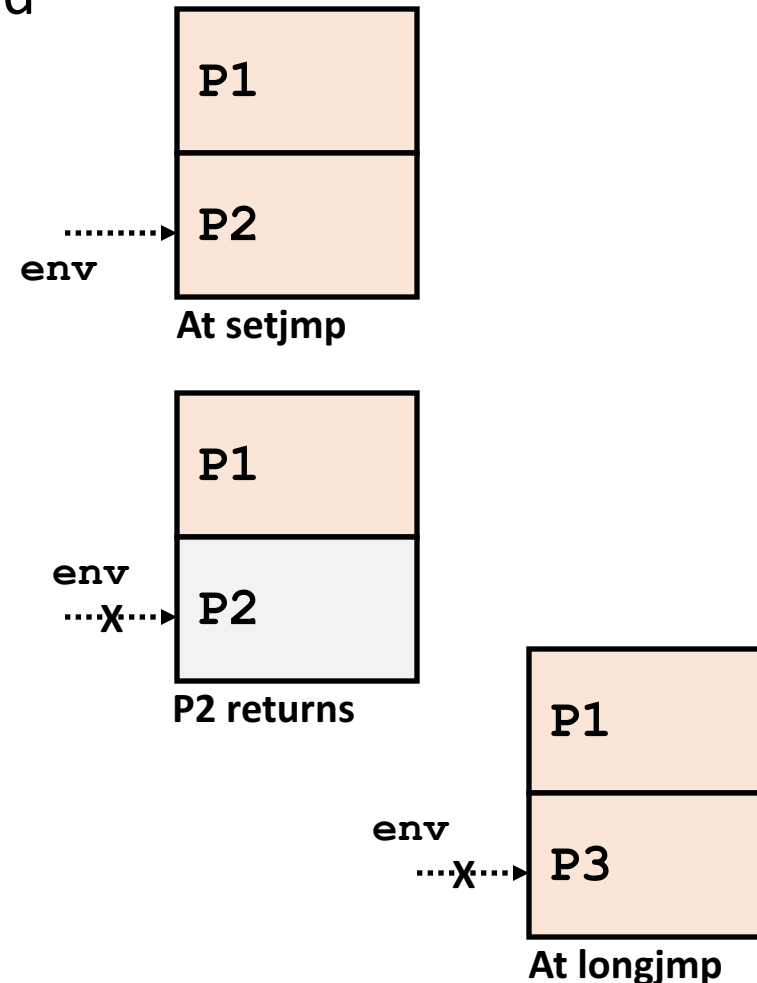 P1
P2
env
At setjmp
P1
env
P2
P2 returns
P1
env
P3
At longjmp